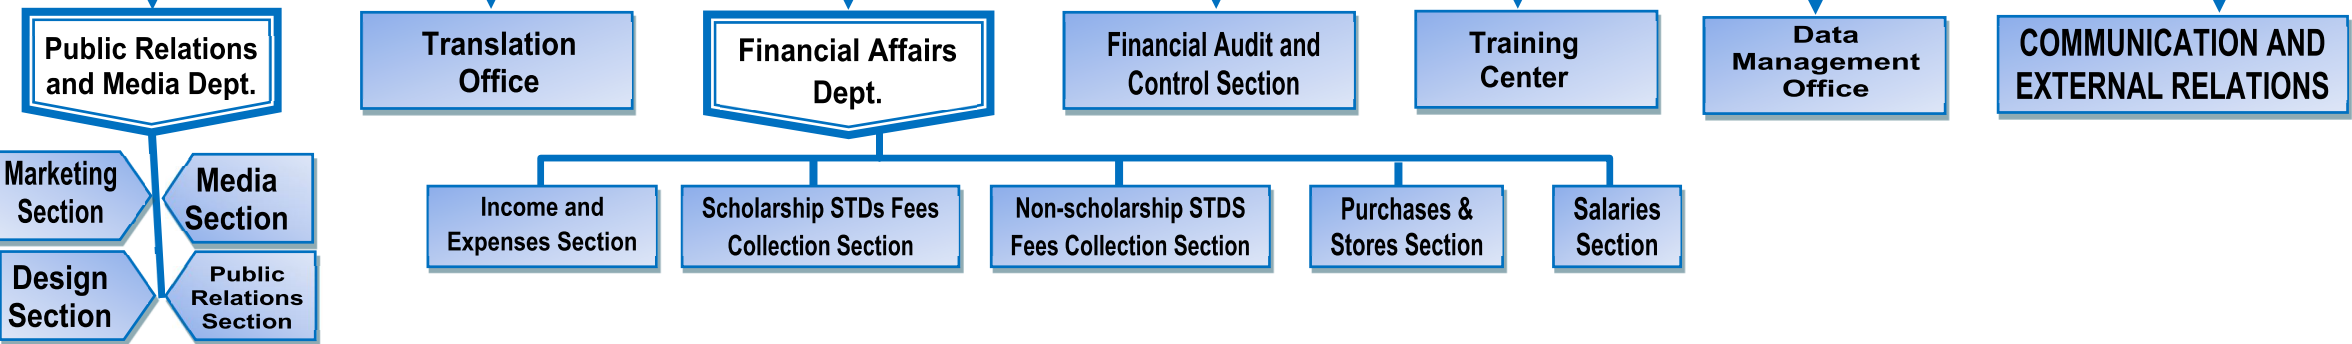 Public Relations
and Media Dept.
Translation
Office
Financial Affairs
Dept.
Financial Audit and
Control Section
Training
Center
Data
Management
Office
COMMUNICATION AND
EXTERNAL RELATIONS
Marketing
Section
Media
Section
Design
Section
Public
Relations
Section
Income and
Expenses Section
Scholarship STDs Fees
Collection Section
Non-scholarship STDS
Fees Collection Section
Purchases &
Stores Section
Salaries
Section